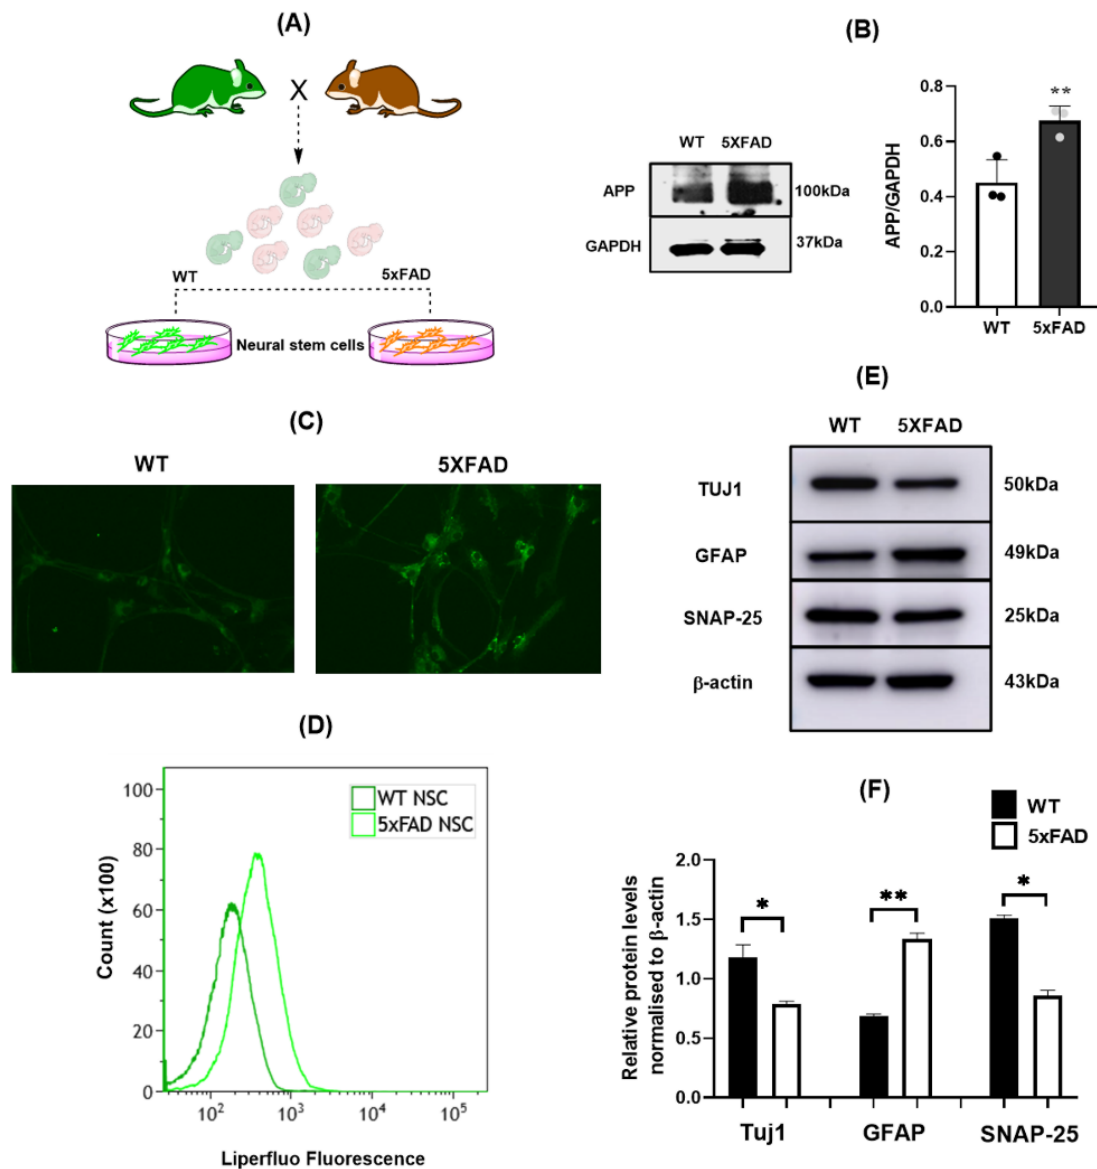 (A)
X
WT
5xFAD
Neural stem cells
(B)
WT 5XFAD
APP 100kDa
GAPDH 37kDa
APP/GAPDH
0.8
0.6
0.4
0.2
0.0
**
WT 5xFAD
(C)
WT 5XFAD
(D)
Count (x100)
100
80
60
40
20
0
WT NSC
5xFAD NSC
10² 10³ 10⁴ 10⁵
Liperfluo Fluorescence
(E)
WT 5XFAD
TUJ1 50kDa
GFAP 49kDa
SNAP-25 25kDa
β-actin 43kDa
(F)
WT
5xFAD
Relative protein levels
normalised to β-actin
2.0
1.5
1.0
0.5
0.0
* ** *
Tuj1 GFAP SNAP-25